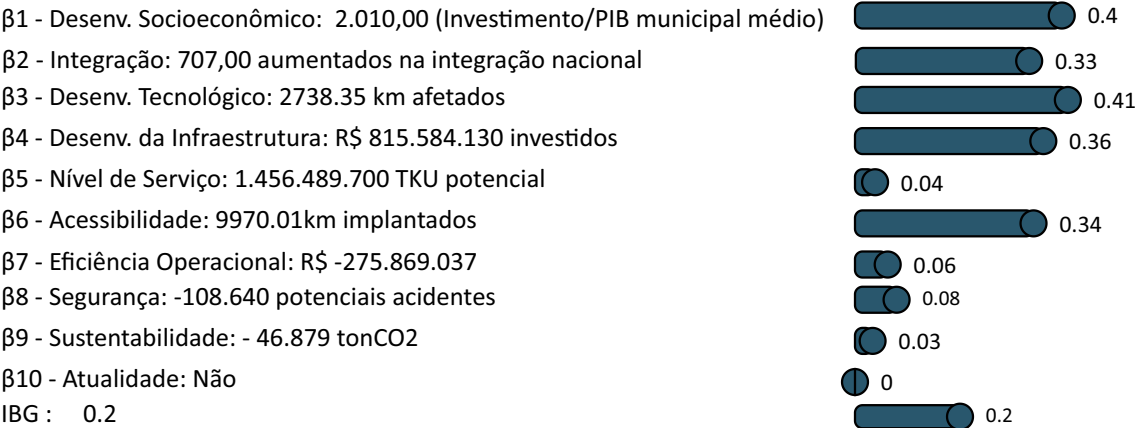 β1 - Desenv. Socioeconômico:  2.010,00 (Investimento/PIB municipal médio) 0.4
β2 - Integração: 707,00 aumentados na integração nacional 0.33
β3 - Desenv. Tecnológico: 2738.35 km afetados 0.41
β4 - Desenv. da Infraestrutura: R$ 815.584.130 investidos 0.36
β5 - Nível de Serviço: 1.456.489.700 TKU potencial 0.04
β6 - Acessibilidade: 9970.01km implantados 0.34
β7 - Eficiência Operacional: R$ -275.869.037 0.06
β8 - Segurança: -108.640 potenciais acidentes 0.08
β9 - Sustentabilidade: - 46.879 tonCO2 0.03
β10 - Atualidade: Não 0
IBG :    0.2 0.2